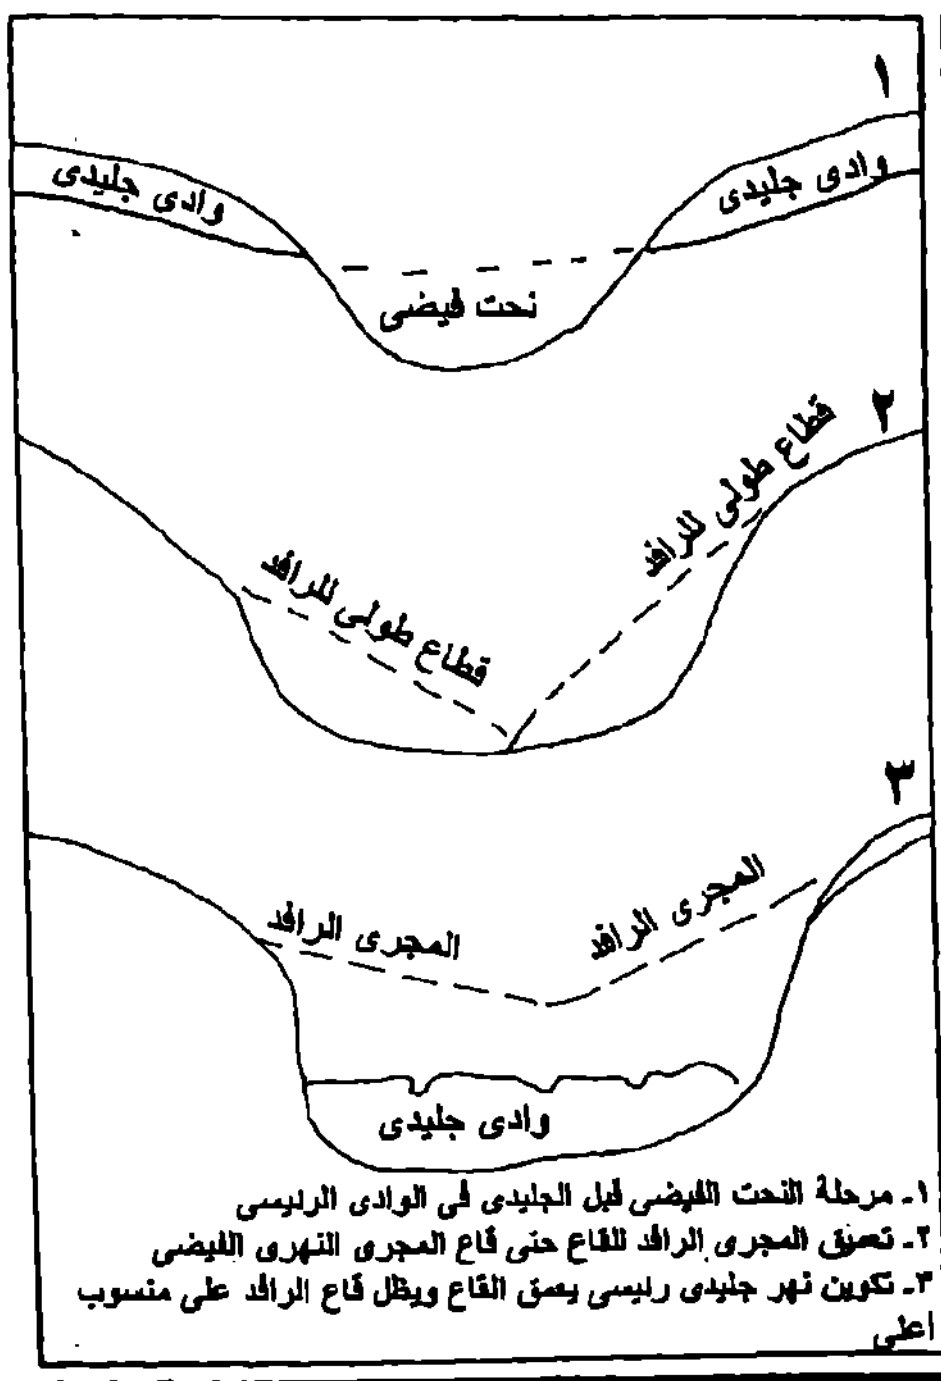 ١
وادى جليدى
وادى جليدى
نحت فيضى
٢
قطاع طولى للرافد
قطاع طولى للرافد
٣
المجرى الرافد
المجرى الرافد
وادى جليدى
١- مرحلة النحت الفيضى قبل الجليدى فى الوادى الرئيسى
٢- تعميق المجرى الرافد للقاع حتى قاع المجرى النهرى الفيضى
٣- تكوين نهر جليدى رئيسى يعمق القاع ويظل قاع الرافد على منسوب
اعلى